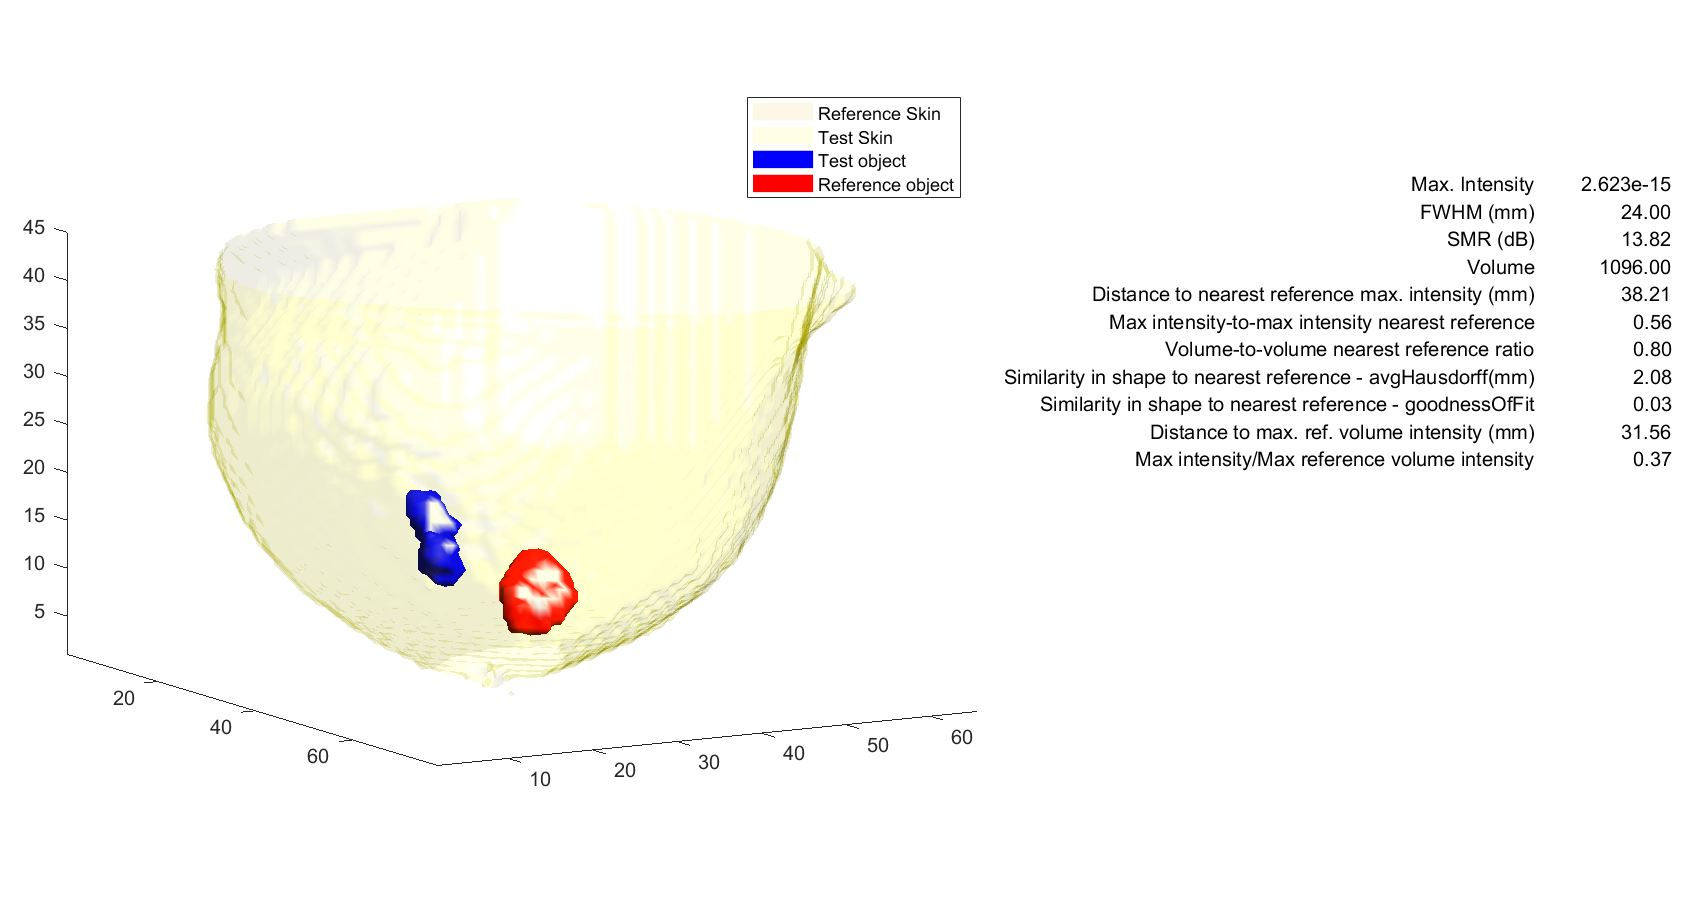 Reference Skin
Test Skin
Test object
Reference object
Max. Intensity 2.623e-15
FWHM (mm) 24.00
SMR (dB) 13.82
Volume 1096.00
Distance to nearest reference max. intensity (mm) 38.21
Max intensity-to-max intensity nearest reference 0.56
Volume-to-volume nearest reference ratio 0.80
Similarity in shape to nearest reference - avgHausdorff(mm) 2.08
Similarity in shape to nearest reference - goodnessOfFit 0.03
Distance to max. ref. volume intensity (mm) 31.56
Max intensity/Max reference volume intensity 0.37
45
40
35
30
25
20
15
10
5
20
40
60
10
20
30
40
50
60